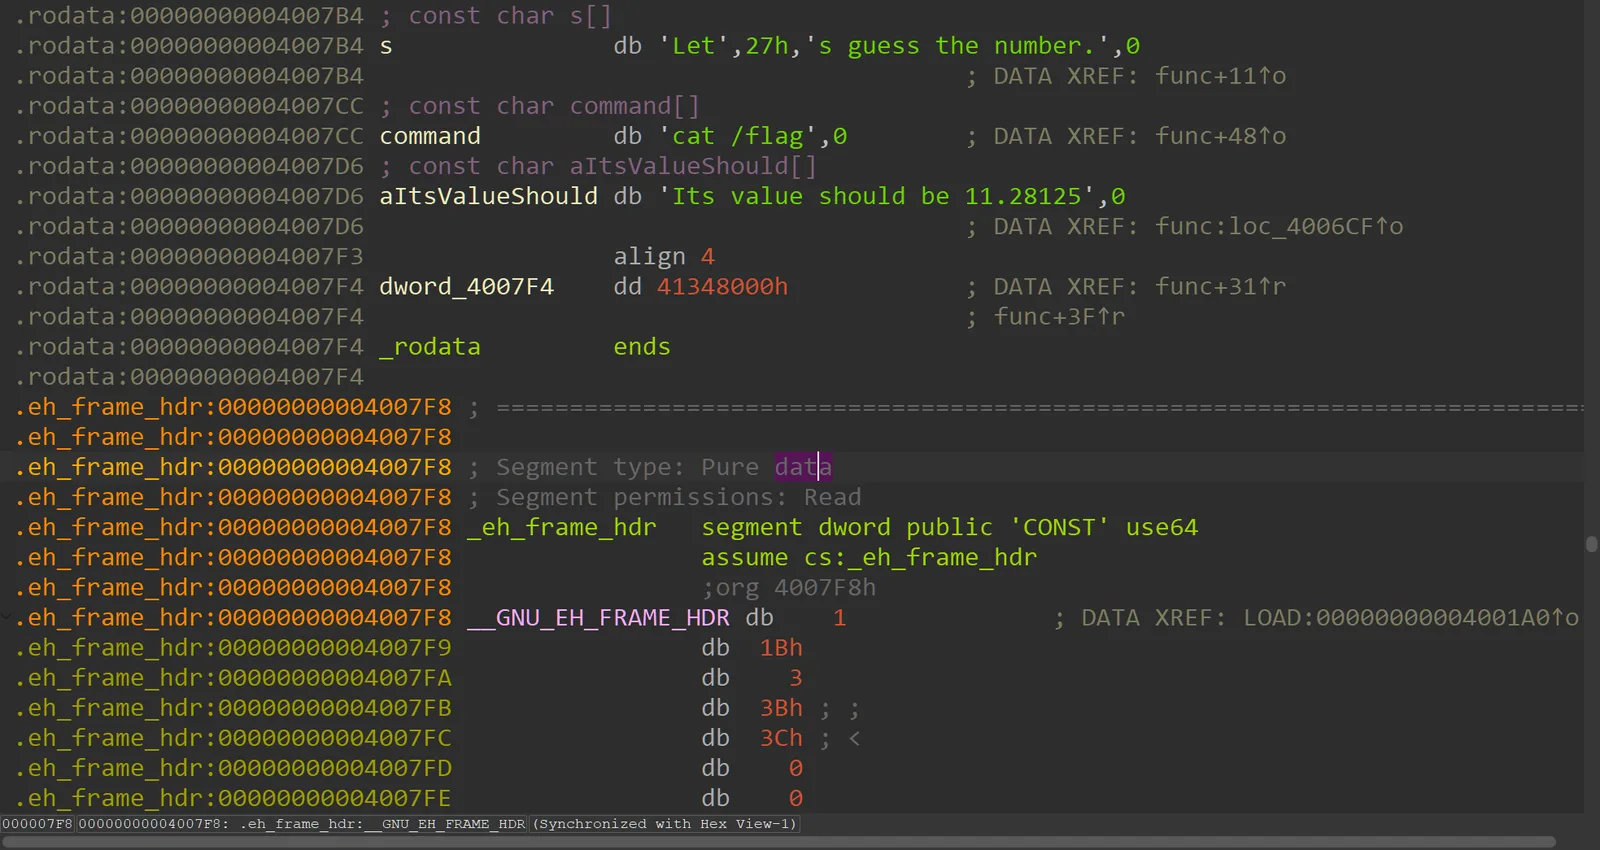 .rodata:00000000004007B4 ; const char s[]
.rodata:00000000004007B4 s               db 'Let',27h,'s guess the number.',0
.rodata:00000000004007B4                                         ; DATA XREF: func+11↑o
.rodata:00000000004007CC ; const char command[]
.rodata:00000000004007CC command         db 'cat /flag',0        ; DATA XREF: func+48↑o
.rodata:00000000004007D6 ; const char aItsValueShould[]
.rodata:00000000004007D6 aItsValueShould db 'Its value should be 11.28125',0
.rodata:00000000004007D6                                         ; DATA XREF: func:loc_4006CF↑o
.rodata:00000000004007F3                 align 4
.rodata:00000000004007F4 dword_4007F4    dd 41348000h            ; DATA XREF: func+31↑r
.rodata:00000000004007F4                                         ; func+3F↑r
.rodata:00000000004007F4 _rodata         ends
.rodata:00000000004007F4
.eh_frame_hdr:00000000004007F8 ; ===========================================================================
.eh_frame_hdr:00000000004007F8
.eh_frame_hdr:00000000004007F8 ; Segment type: Pure data
.eh_frame_hdr:00000000004007F8 ; Segment permissions: Read
.eh_frame_hdr:00000000004007F8 _eh_frame_hdr   segment dword public 'CONST' use64
.eh_frame_hdr:00000000004007F8                 assume cs:_eh_frame_hdr
.eh_frame_hdr:00000000004007F8                 ;org 4007F8h
.eh_frame_hdr:00000000004007F8 __GNU_EH_FRAME_HDR db    1              ; DATA XREF: LOAD:00000000004001A0↑o
.eh_frame_hdr:00000000004007F9                 db  1Bh
.eh_frame_hdr:00000000004007FA                 db    3
.eh_frame_hdr:00000000004007FB                 db  3Bh ; ;
.eh_frame_hdr:00000000004007FC                 db  3Ch ; <
.eh_frame_hdr:00000000004007FD                 db    0
.eh_frame_hdr:00000000004007FE                 db    0
000007F8 00000000004007F8: .eh_frame_hdr:__GNU_EH_FRAME_HDR (Synchronized with Hex View-1)